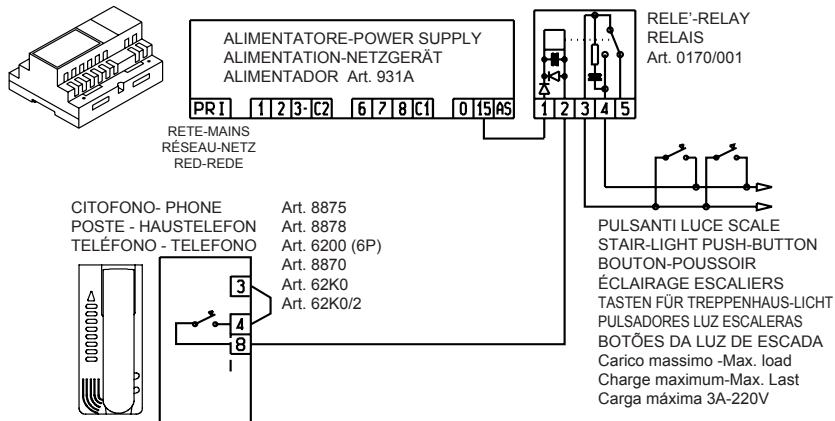 ALIMENTATORE-POWER SUPPLY
ALIMENTATION-NETZGERÄT
ALIMENTADOR Art. 931A
PRI 1 2 3- C2 6 7 8 C1 0 15 AS
RETE-MAINS
RÉSEAU-NETZ
RED-REDE
RELE'-RELAY
RELAIS
Art. 0170/001
1 2 3 4 5
CITOFONO- PHONE
POSTE - HAUSTELEFON
TELÉFONO - TELEFONO
Art. 8875
Art. 8878
Art. 6200 (6P)
Art. 8870
Art. 62K0
Art. 62K0/2
3
4
8
PULSANTI LUCE SCALE
STAIR-LIGHT PUSH-BUTTON
BOUTON-POUSSOIR
ÉCLAIRAGE ESCALIERS
TASTEN FÜR TREPPENHAUS-LICHT
PULSADORES LUZ ESCALERAS
BOTÕES DA LUZ DE ESCADA
Carico massimo -Max. load
Charge maximum-Max. Last
Carga máxima 3A-220V